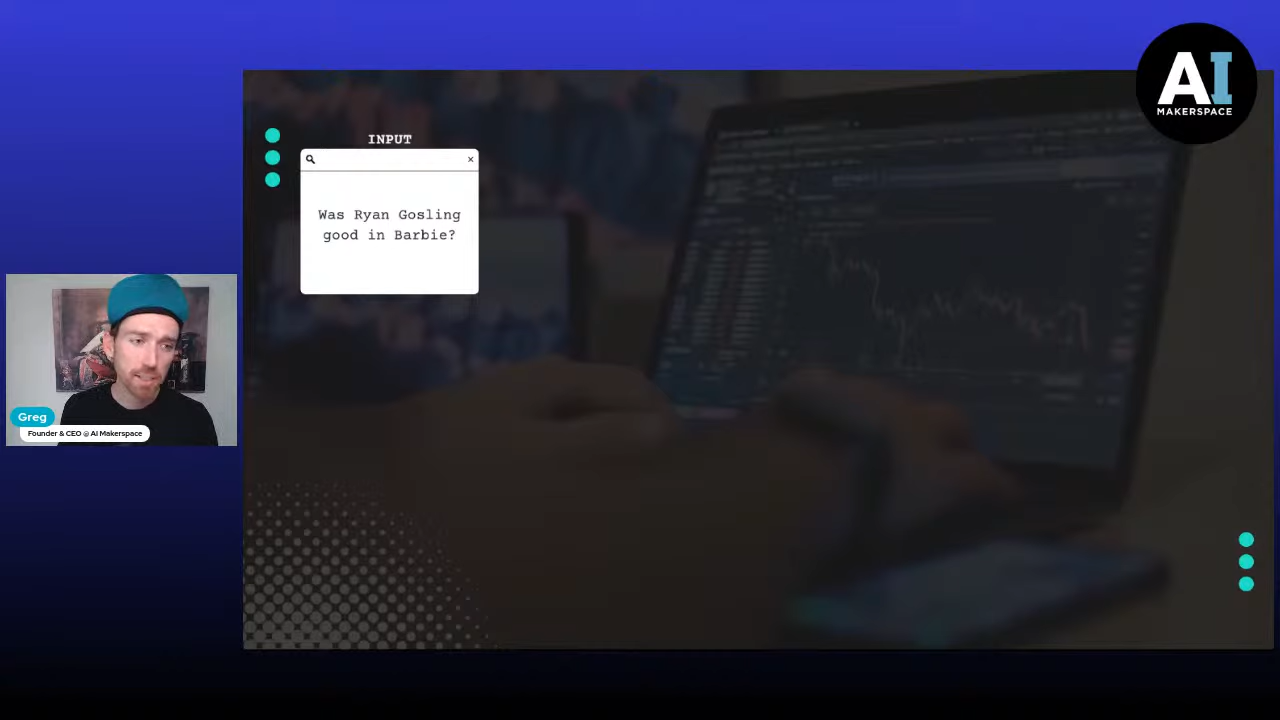 AI
MAKERSPACE
INPUT
Was Ryan Gosling
good in Barbie?
Greg
Founder & CEO @ AI Makerspace